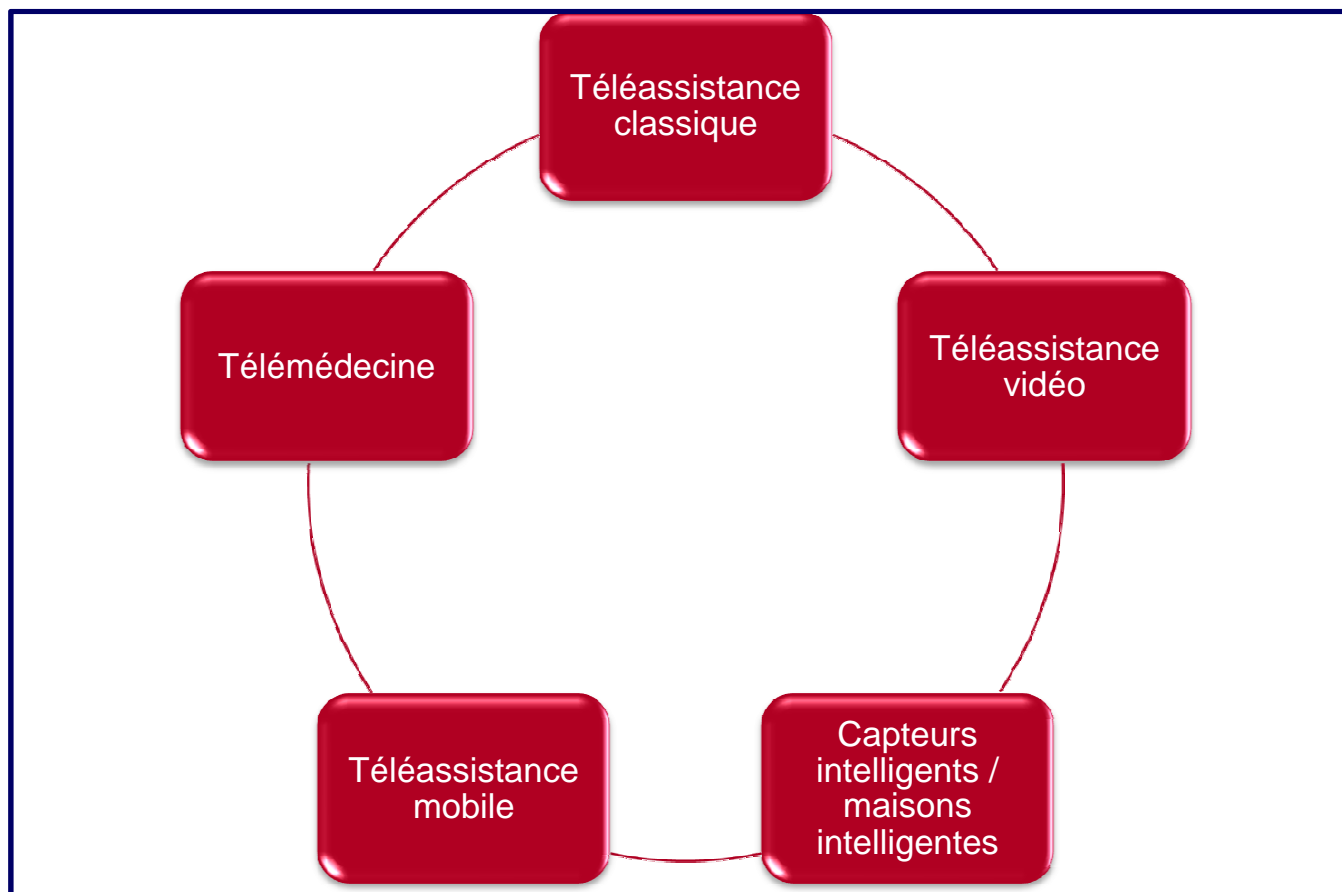 Téléassistance
classique
Télémédecine
Téléassistance
vidéo
Téléassistance
mobile
Capteurs
intelligents /
maisons
intelligentes